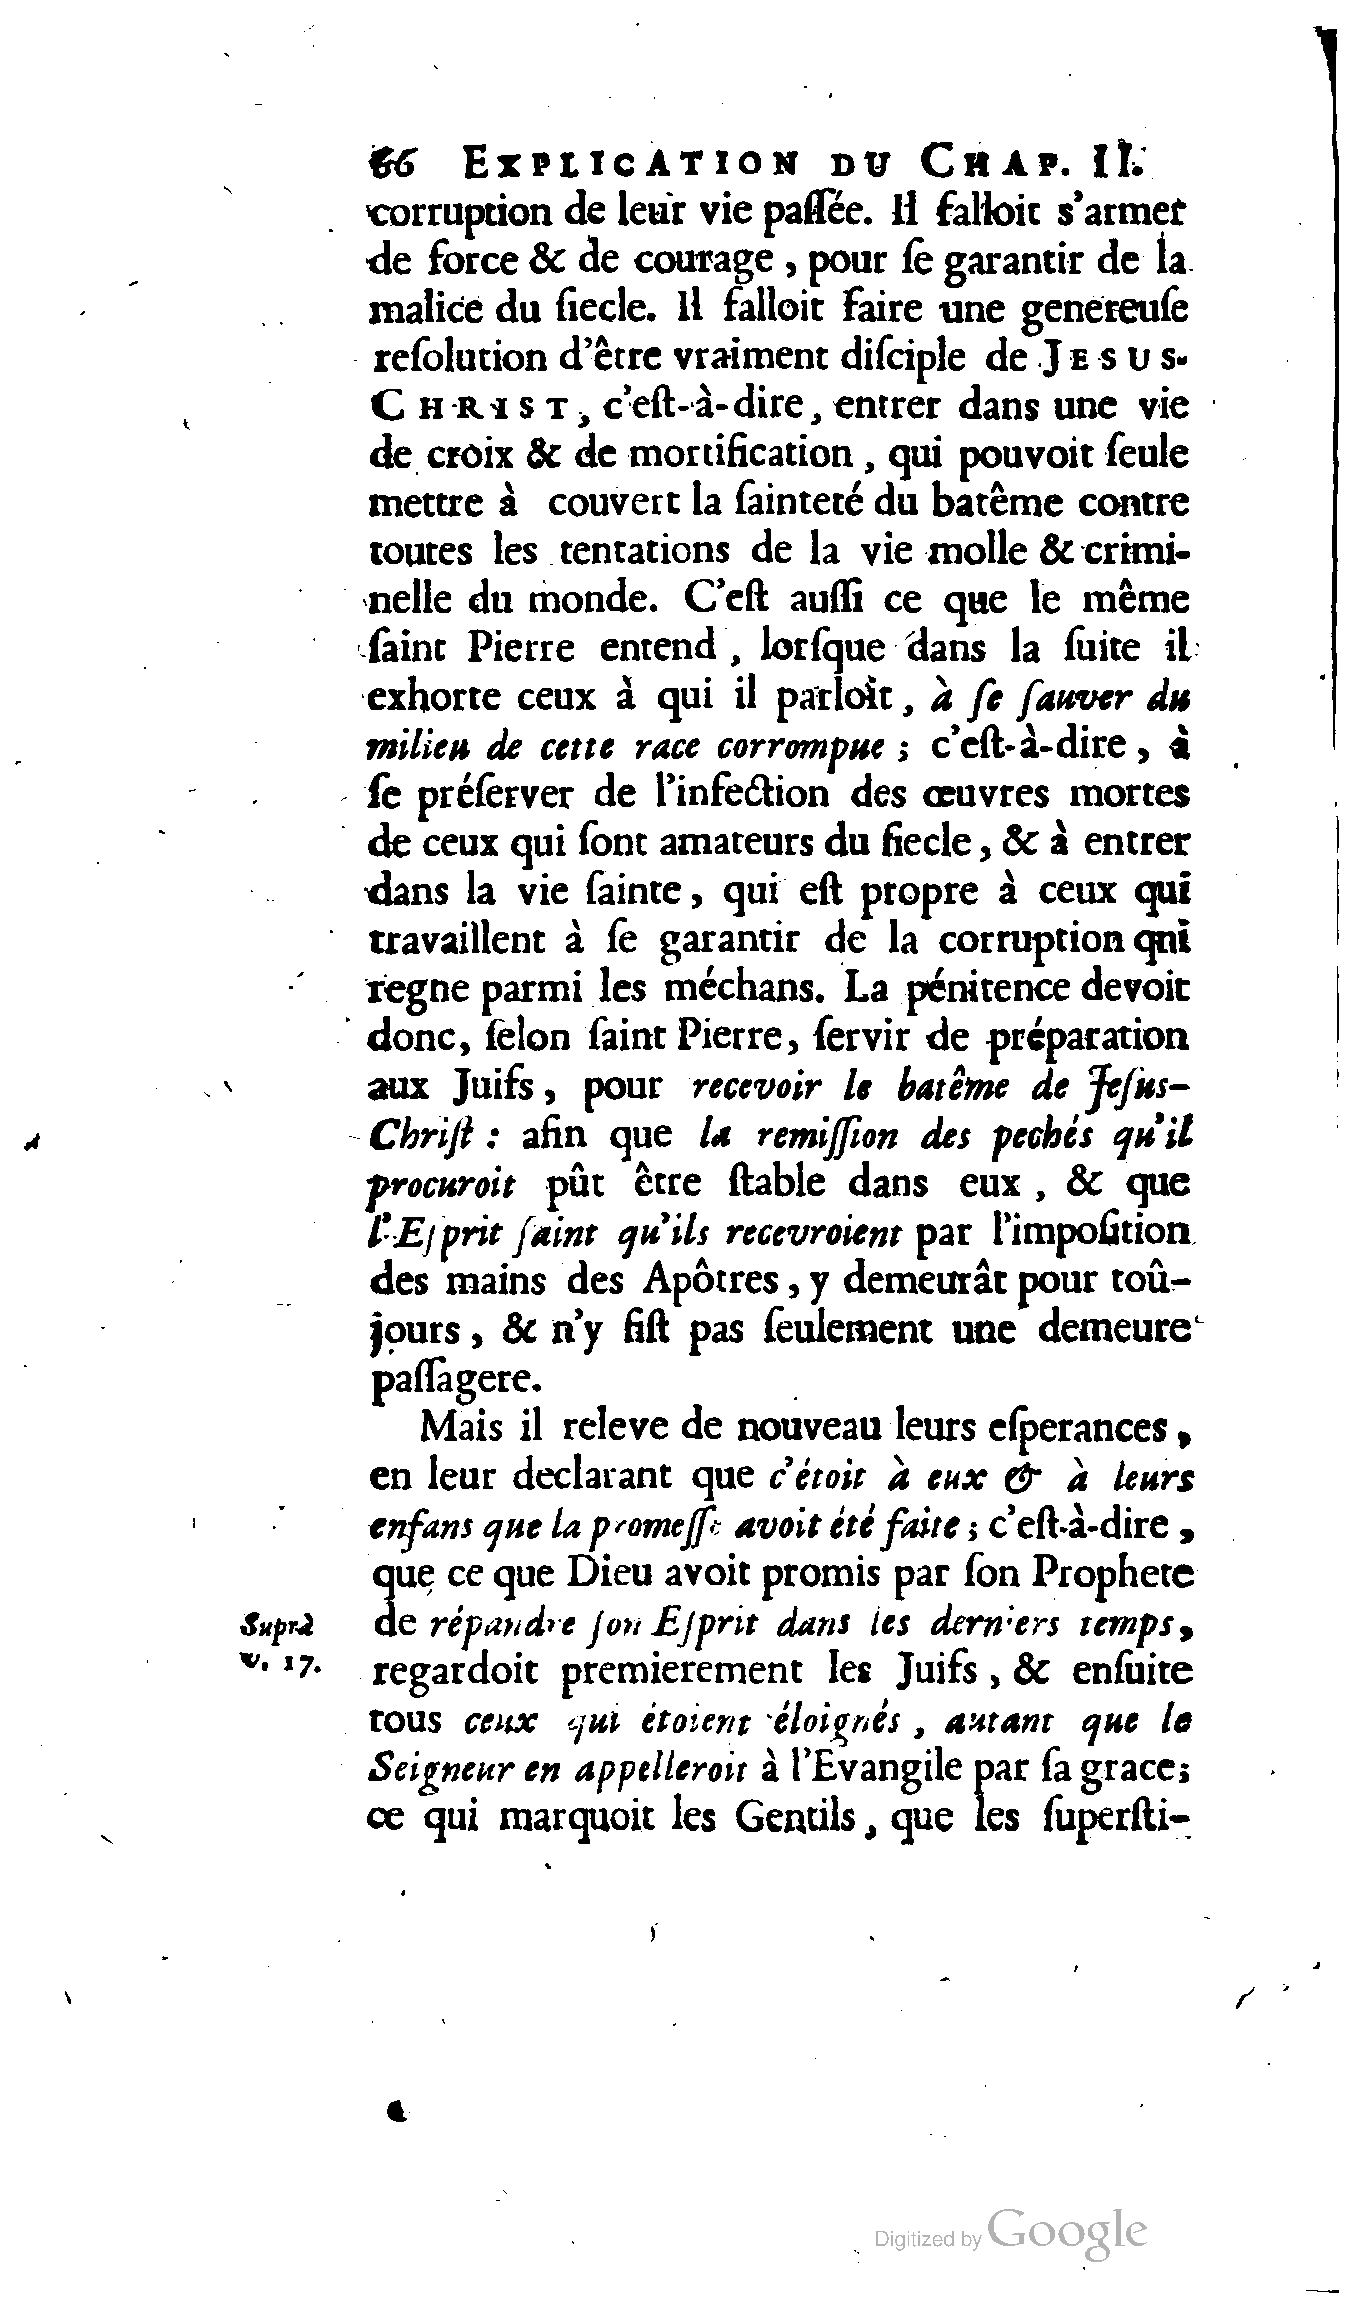 66 EXPLICATION DU CHAP. II.
corruption de leur vie paſſée. Il falloit s'armer
de force & de courage, pour ſe garantir de la
malice du ſiecle. Il falloit faire une genereuſe
reſolution d'être vraiment diſciple de JESUS-
CHRIST, c'eſt-à-dire, entrer dans une vie
de croix & de mortification, qui pouvoit ſeule
mettre à couvert la ſainteté du batême contre
toutes les tentations de la vie molle & crimi-
nelle du monde. C'eſt auſſi ce que le même
ſaint Pierre entend, lorſque dans la ſuite il
exhorte ceux à qui il parloit, à ſe ſauver du
milieu de cette race corrompue; c'eſt-à-dire, à
ſe préſerver de l'infection des œuvres mortes
de ceux qui ſont amateurs du ſiecle, & à entrer
dans la vie ſainte, qui eſt propre à ceux qui
travaillent à ſe garantir de la corruption qni
regne parmi les méchans. La pénitence devoit
donc, ſelon ſaint Pierre, ſervir de préparation
aux Juifs, pour recevoir le batême de Jeſus-
Chriſt: afin que la remiſſion des pechés qu'il
procuroit pût être ſtable dans eux, & que
l'Eſprit ſaint qu'ils recevroient par l'impoſition
des mains des Apôtres, y demeurât pour toû-
jours, & n'y fiſt pas ſeulement une demeure
paſſagere.
Mais il releve de nouveau leurs eſperances,
en leur declarant que c'étoit à eux & à leurs
enfans que la promeſſe avoit été faite; c'eſt-à-dire,
que ce que Dieu avoit promis par ſon Prophete
Suprà
de répandre ſon Eſprit dans les derniers temps,
v. 17.
regardoit premierement les Juifs, & enſuite
tous ceux qui étoient éloignés, autant que le
Seigneur en appelleroit à l'Evangile par ſa grace;
ce qui marquoit les Gentils, que les ſuperſti-
Digitized by Google